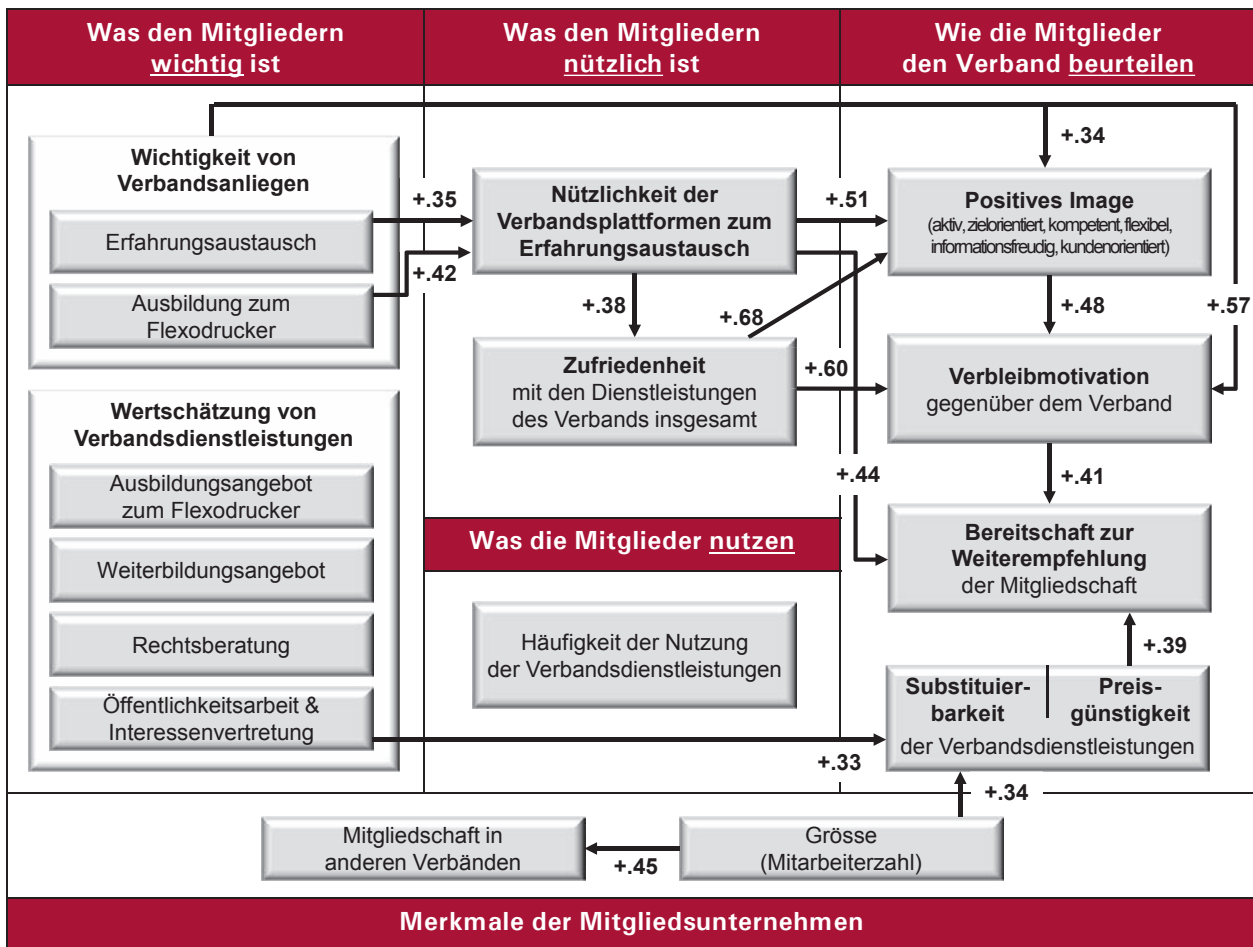 Was den Mitgliedern
wichtig ist
Was den Mitgliedern
nützlich ist
Wie die Mitglieder
den Verband beurteilen
Wichtigkeit von
Verbandsanliegen
Erfahrungsaustausch
Ausbildung zum
Flexodrucker
+.35
+.42
Nützlichkeit der
Verbandsplattformen zum
Erfahrungsaustausch
+.38
+.68
Zufriedenheit
mit den Dienstleistungen
des Verbands insgesamt
+.51
+.60
+.44
+.34
Positives Image
(aktiv, zielorientiert, kompetent, flexibel,
informationsfreudig, kundenorientiert)
+.48
+.57
Verbleibmotivation
gegenüber dem Verband
+.41
Bereitschaft zur
Weiterempfehlung
der Mitgliedschaft
+.39
Substituier-
barkeit
Preis-
günstigkeit
der Verbandsdienstleistungen
Wertschätzung von
Verbandsdienstleistungen
Ausbildungsangebot
zum Flexodrucker
Weiterbildungsangebot
Rechtsberatung
Öffentlichkeitsarbeit &
Interessenvertretung
Was die Mitglieder nutzen
Häufigkeit der Nutzung
der Verbandsdienstleistungen
+.33
+.34
Mitgliedschaft in
anderen Verbänden
+.45
Grösse
(Mitarbeiterzahl)
Merkmale der Mitgliedsunternehmen